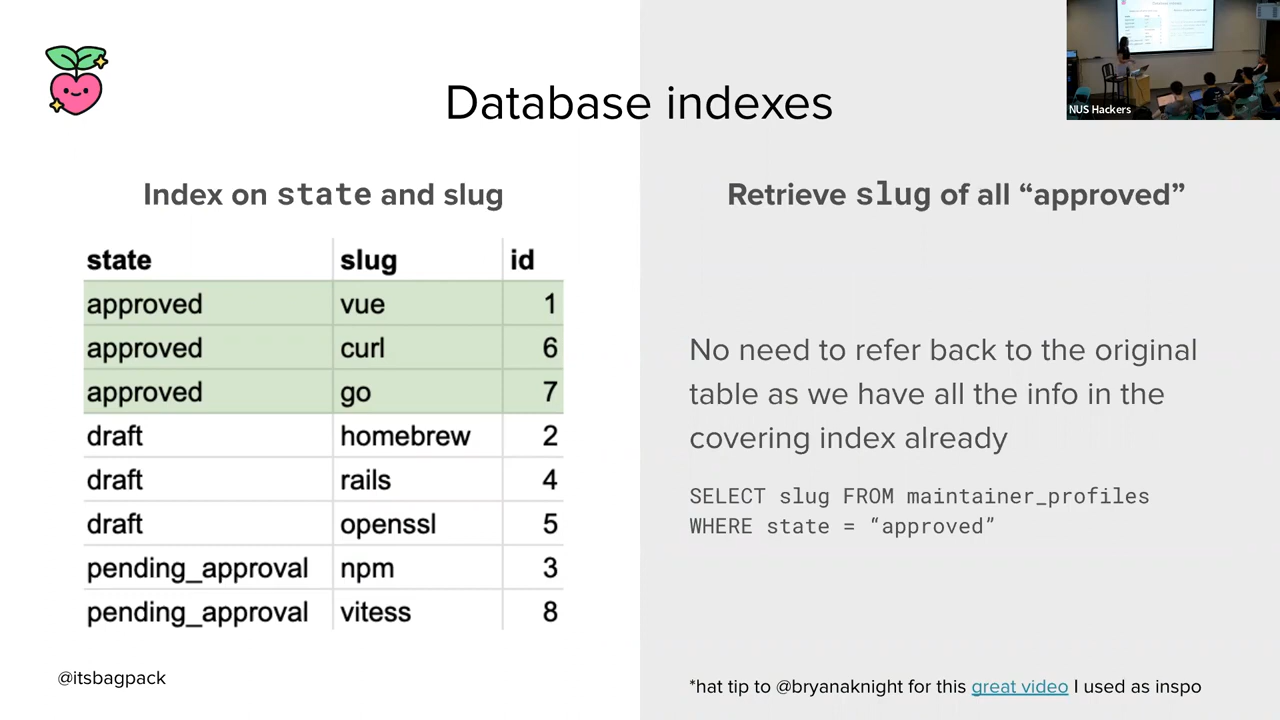 Database indexes
NUS Hackers
Index on state and slug
state slug id
approved vue 1
approved curl 6
approved go 7
draft homebrew 2
draft rails 4
draft openssl 5
pending_approval npm 3
pending_approval vitess 8
@itsbagpack
Retrieve slug of all “approved”
No need to refer back to the original
table as we have all the info in the
covering index already
SELECT slug FROM maintainer_profiles
WHERE state = “approved”
*hat tip to @bryanaknight for this great video I used as inspo